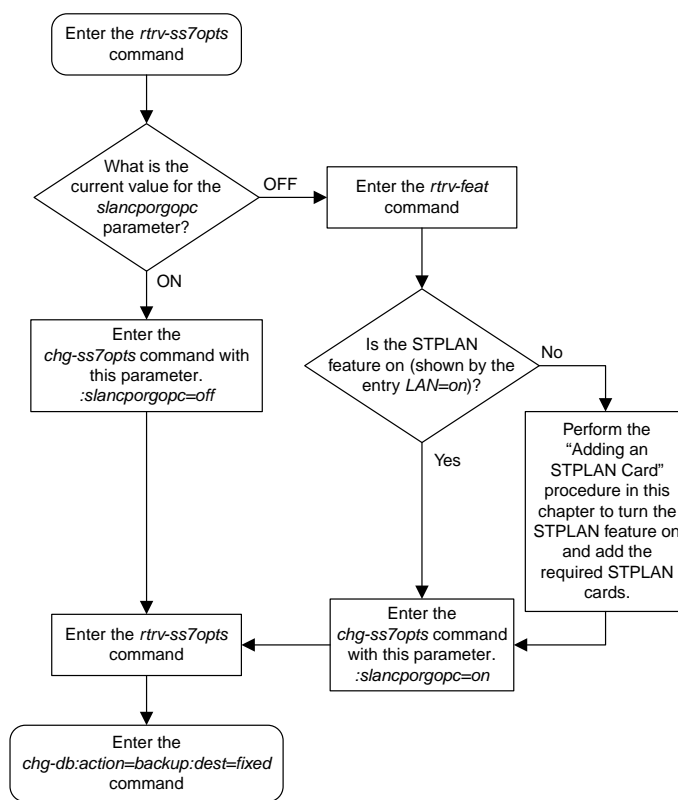 Enter the rtrv-ss7opts
command
What is the
current value for the
slancporgopc
parameter?
OFF
Enter the rtrv-feat
command
ON
Enter the
chg-ss7opts command with
this parameter.
:slancporgopc=off
Is the STPLAN
feature on (shown by the
entry LAN=on)?
No
Yes
Perform the
“Adding an
STPLAN Card”
procedure in this
chapter to turn the
STPLAN feature on
and add the
required STPLAN
cards.
Enter the
chg-ss7opts command
with this parameter.
:slancporgopc=on
Enter the rtrv-ss7opts
command
Enter the
chg-db:action=backup:dest=fixed
command